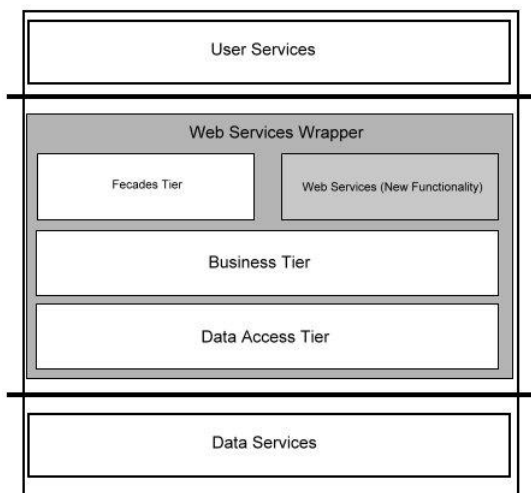 User Services
Web Services Wrapper
Fecades Tier
Web Services (New Functionality)
Business Tier
Data Access Tier
Data Services